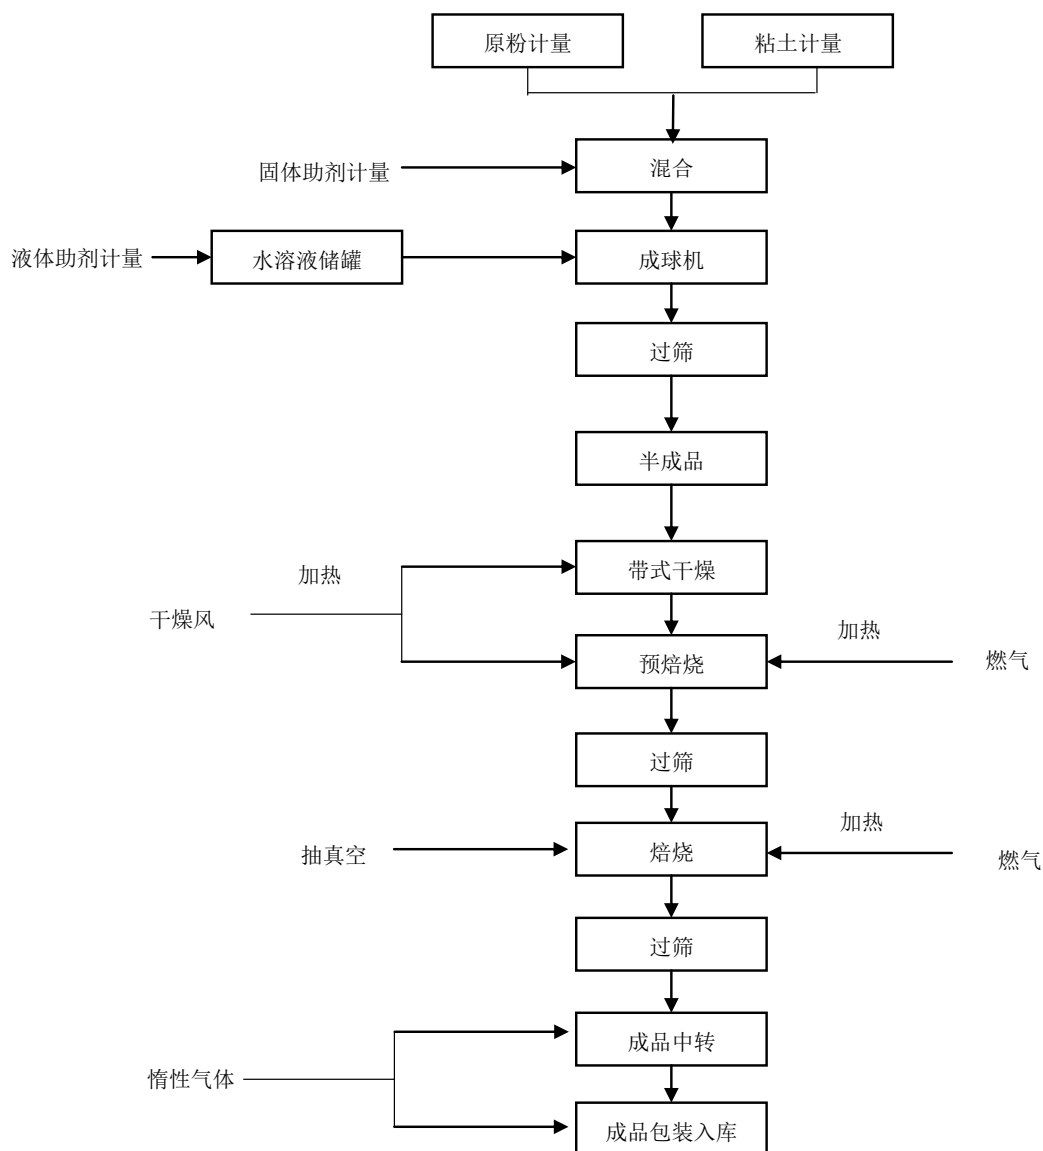 原粉计量
粘土计量
固体助剂计量
混合
液体助剂计量
水溶液储罐
成球机
过筛
半成品
加热
带式干燥
干燥风
加热
预焙烧
燃气
过筛
加热
抽真空
焙烧
燃气
过筛
成品中转
惰性气体
成品包装入库